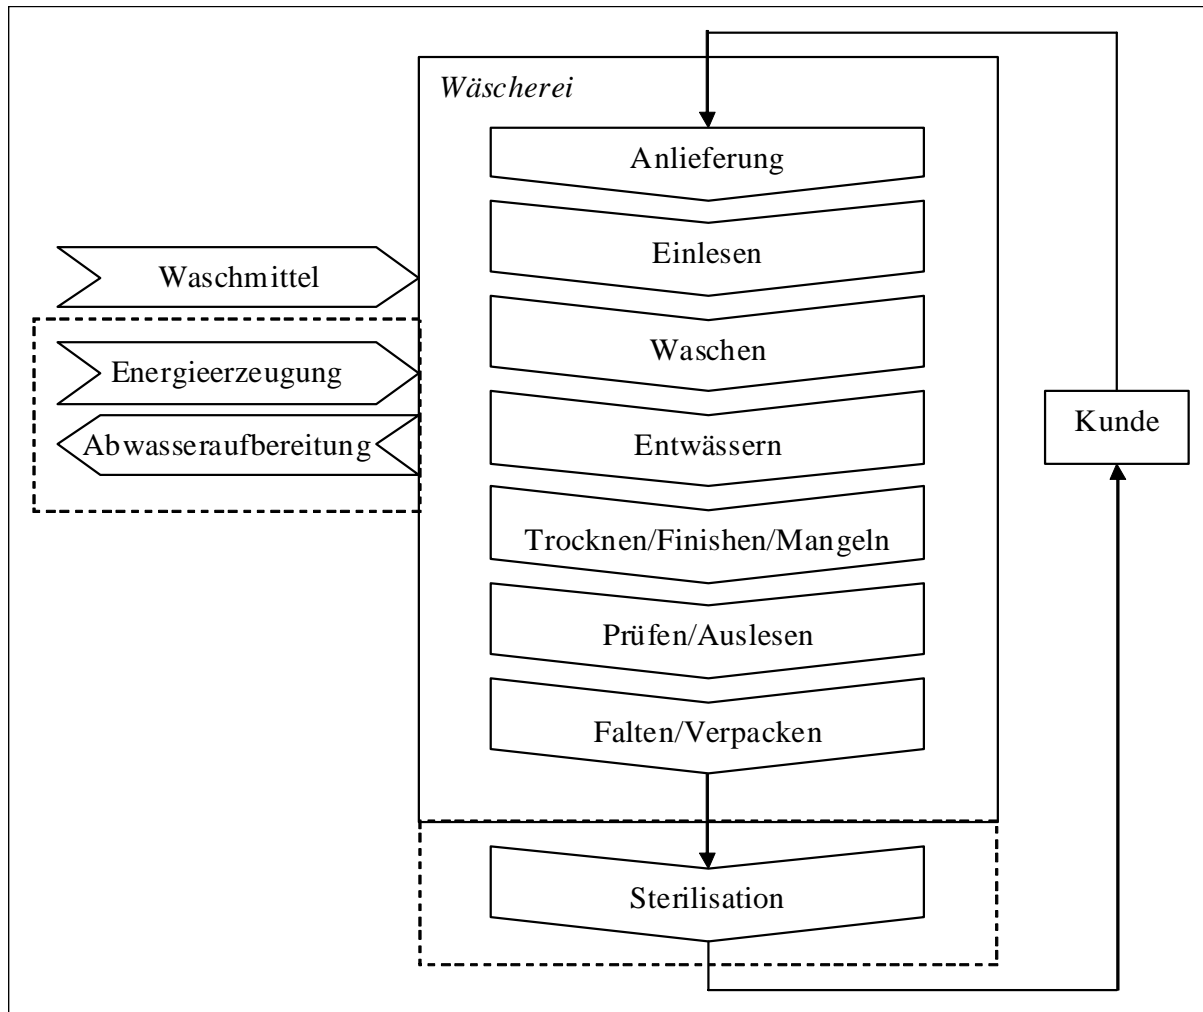 Wäscherei
Anlieferung
Einlesen
Waschmittel
Waschen
Energieerzeugung
Kunde
Abwasseraufbereitung
Entwässern
Trocknen/Finishen/Mangeln
Prüfen/Auslesen
Falten/Verpacken
Sterilisation